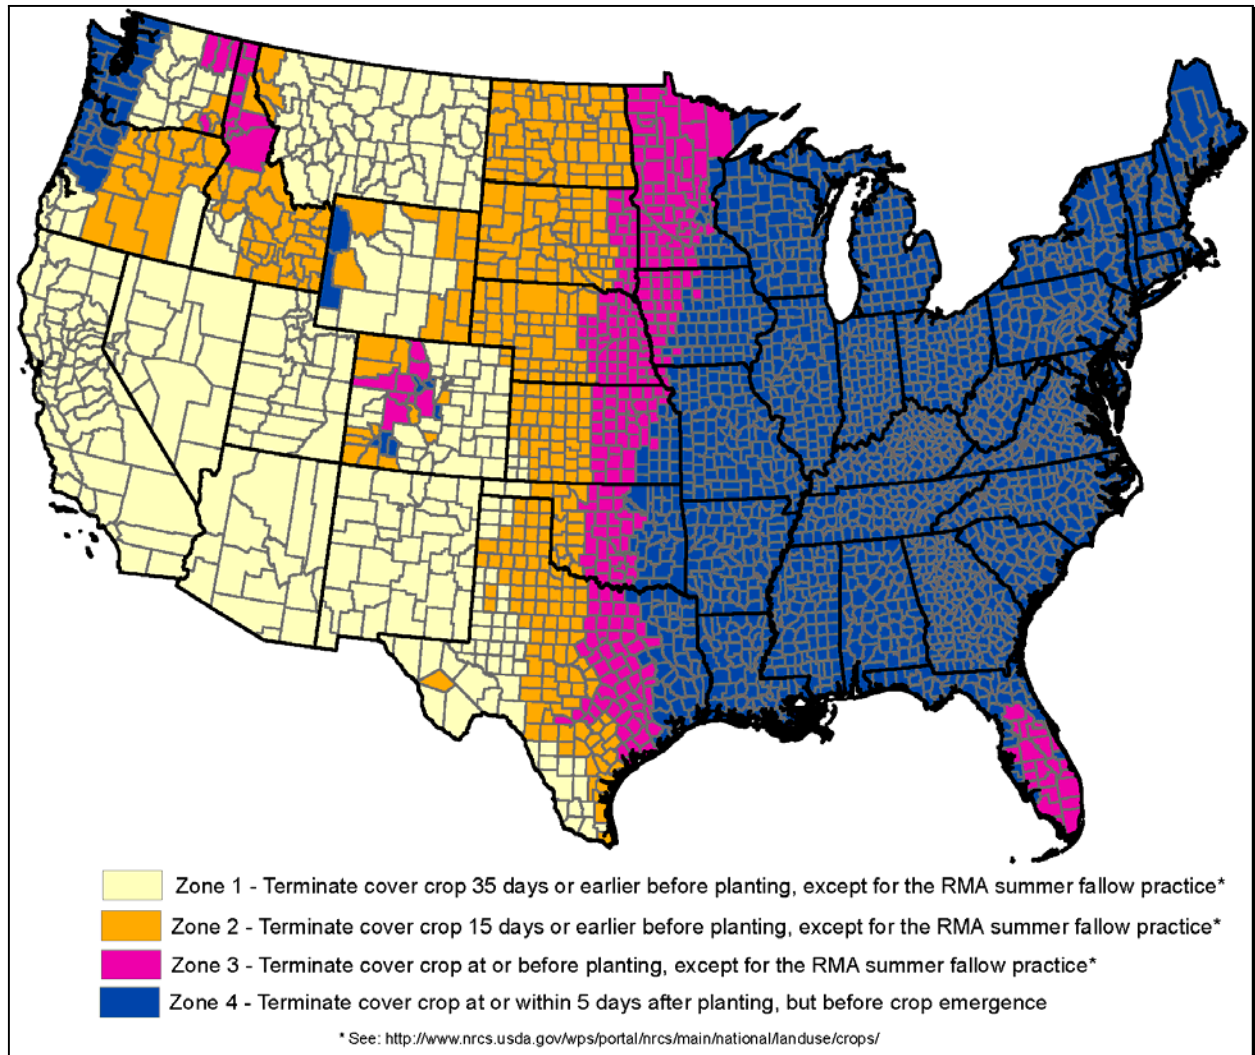 Zone 1 - Terminate cover crop 35 days or earlier before planting, except for the RMA summer fallow practice*
Zone 2 - Terminate cover crop 15 days or earlier before planting, except for the RMA summer fallow practice*
Zone 3 - Terminate cover crop at or before planting, except for the RMA summer fallow practice*
Zone 4 - Terminate cover crop at or within 5 days after planting, but before crop emergence
* See: http://www.nrcs.usda.gov/wps/portal/nrcs/main/national/landuse/crops/